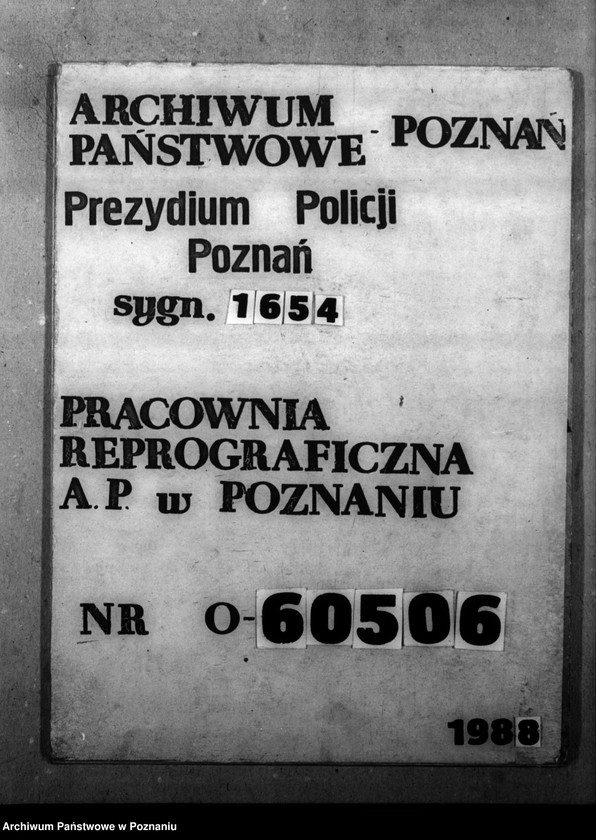 ARCHIWUM
PAŃSTWOWE - POZNAŃ
Prezydium Policji
Poznań
sygn. 1654
PRACOWNIA
REPROGRAFICZNA
A.P. w POZNANIU
NR O-60506
1988
Archiwum Państwowe w Poznaniu